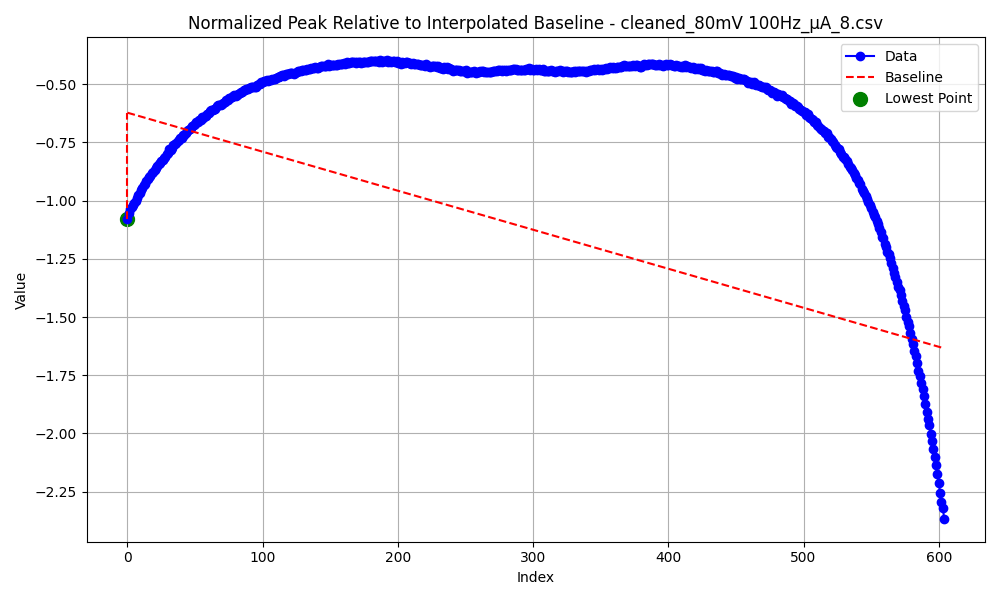 Normalized Peak Relative to Interpolated Baseline - cleaned_80mV 100Hz_μA_8.csv
Data
Baseline
Lowest Point
−0.50
−0.75
−1.00
−1.25
−1.50
−1.75
−2.00
−2.25
Value
0 100 200 300 400 500 600
Index